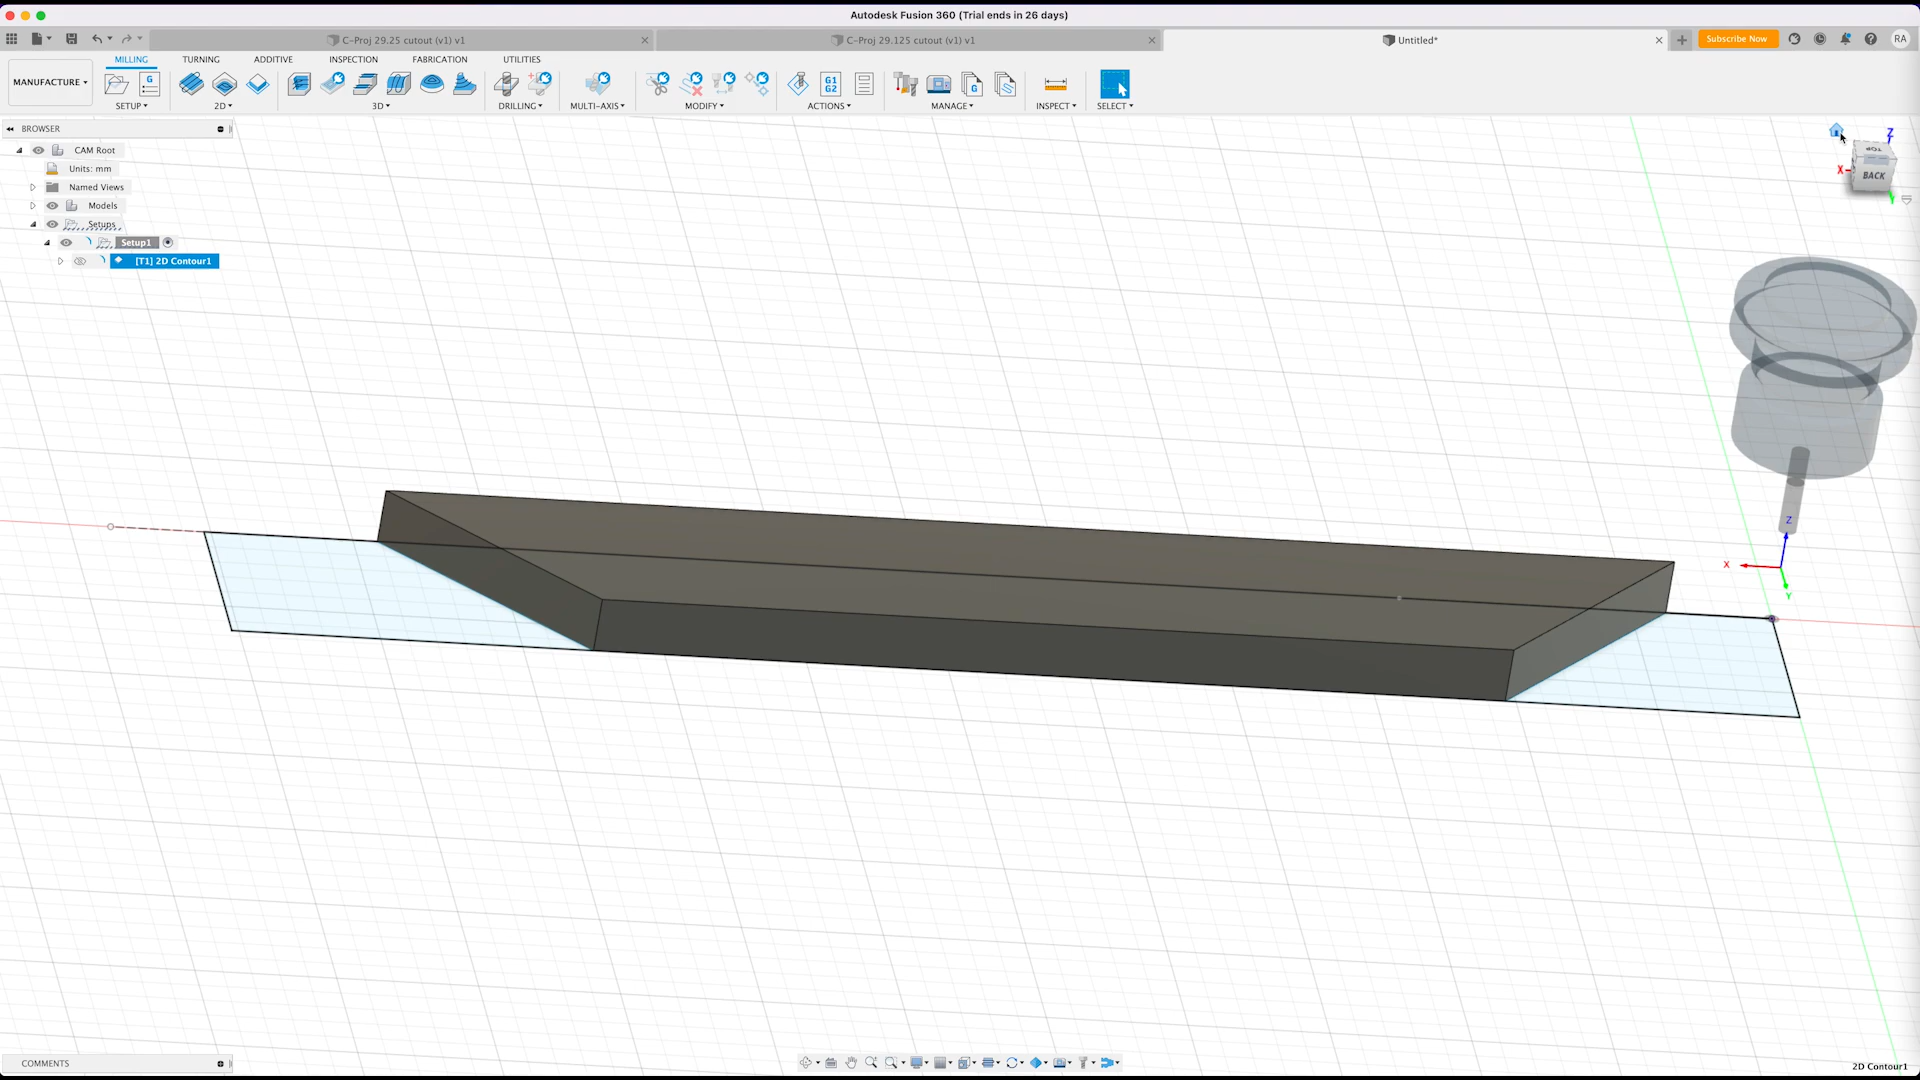 Autodesk Fusion 360 (Trial ends in 26 days)
C-Proj 29.25 cutout (v1) v1
C-Proj 29.125 cutout (v1) v1
Untitled*
Subscribe Now
RA
MANUFACTURE
MILLING
TURNING
ADDITIVE
INSPECTION
FABRICATION
UTILITIES
G
G1
G2
G
SETUP
2D
3D
DRILLING
MULTI-AXIS
MODIFY
ACTIONS
MANAGE
INSPECT
SELECT
BROWSER
CAM Root
Units: mm
Named Views
Models
Setups
Setup1
[T1] 2D Contour1
Z
TOP
X
BACK
Y
Z
X
Y
COMMENTS
2D Contour1